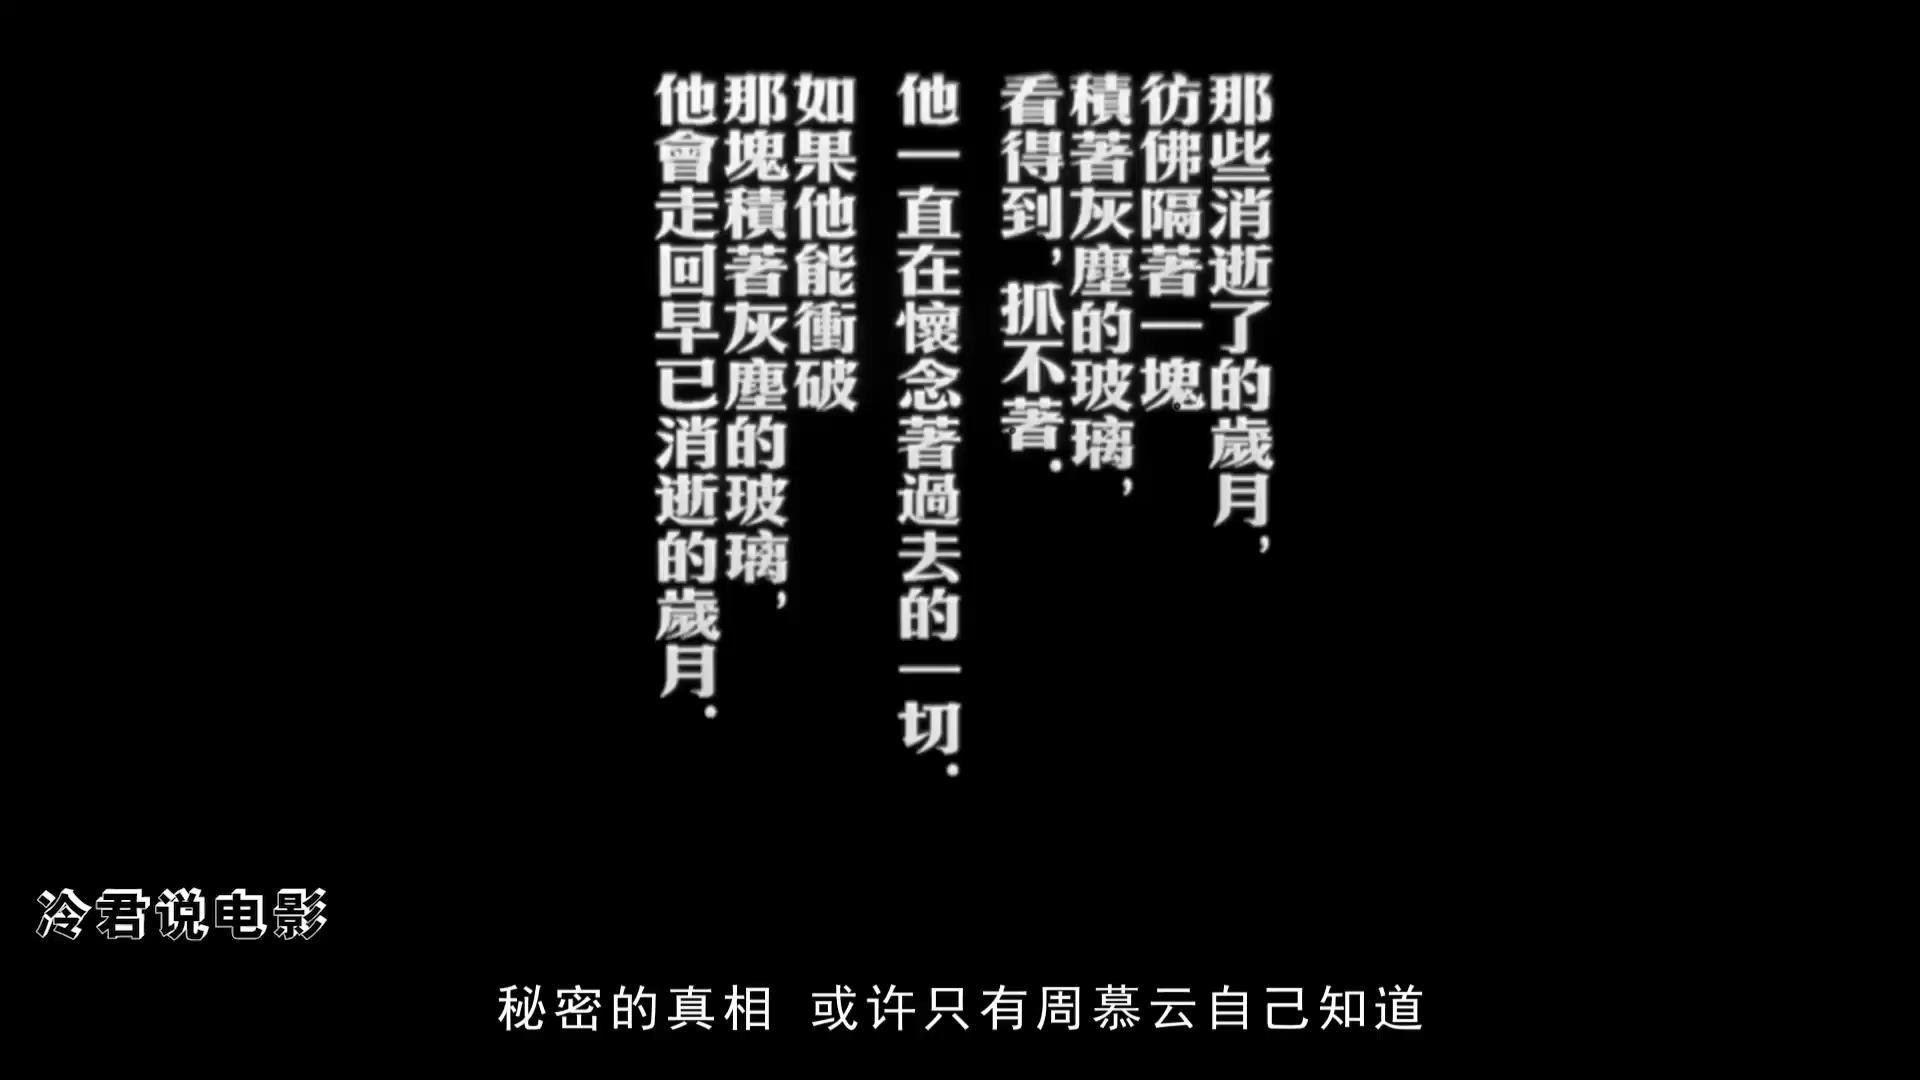 那些消逝了的歲月，
彷佛隔著一塊
積著灰塵的玻璃，
看得到，抓不著．
他一直在懷念著過去的一切．
如果他能衝破
那塊積著灰塵的玻璃，
他會走回早已消逝的歲月．
冷君说电影
秘密的真相 或许只有周慕云自己知道